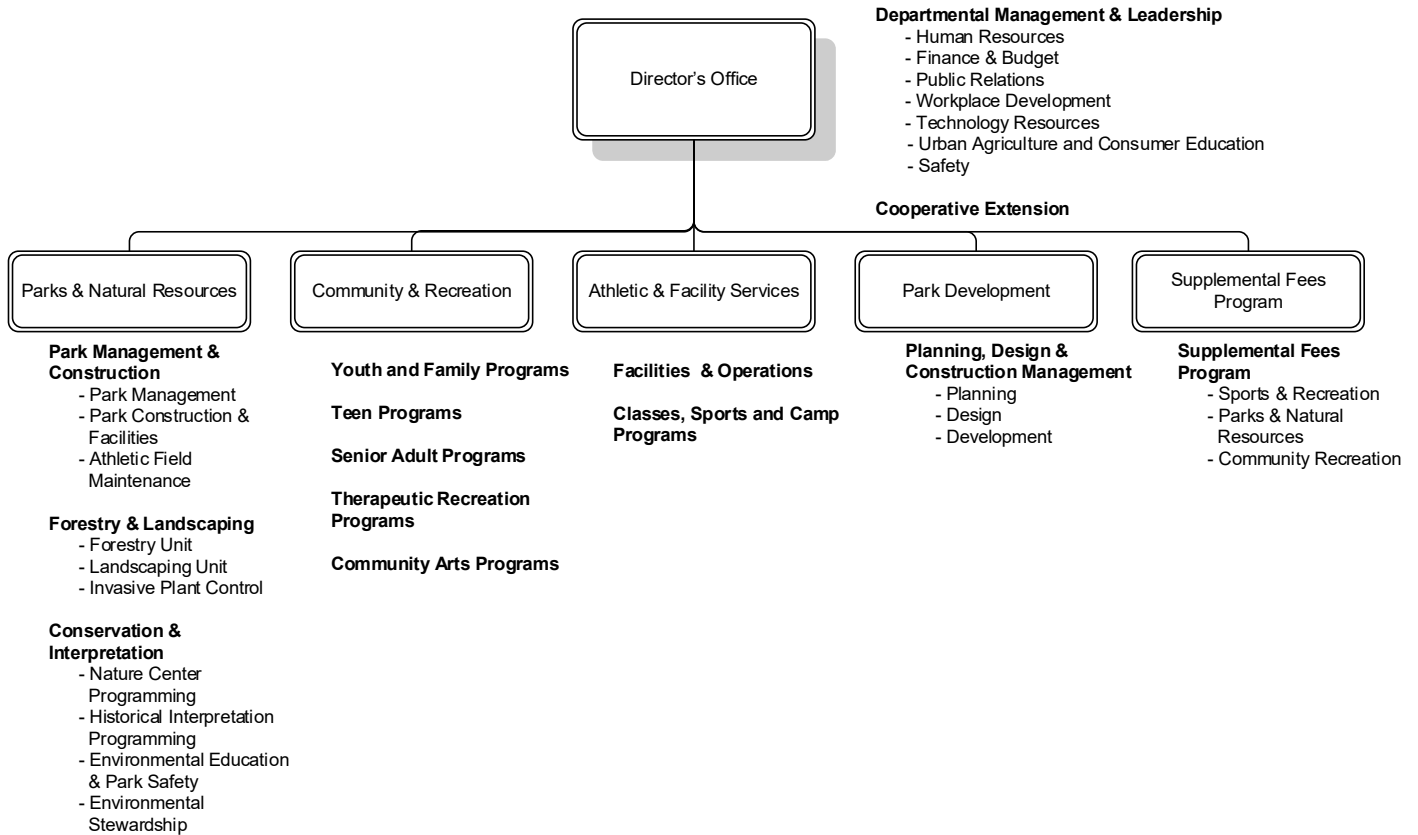 Director's Office
Departmental Management & Leadership
- Human Resources
- Finance & Budget
- Public Relations
- Workplace Development
- Technology Resources
- Urban Agriculture and Consumer Education
- Safety
Cooperative Extension
Parks & Natural Resources
Park Management &
Construction
- Park Management
- Park Construction &
Facilities
- Athletic Field
Maintenance
Forestry & Landscaping
- Forestry Unit
- Landscaping Unit
- Invasive Plant Control
Conservation &
Interpretation
- Nature Center
Programming
- Historical Interpretation
Programming
- Environmental Education
& Park Safety
- Environmental
Stewardship
Community & Recreation
Youth and Family Programs
Teen Programs
Senior Adult Programs
Therapeutic Recreation
Programs
Community Arts Programs
Athletic & Facility Services
Facilities & Operations
Classes, Sports and Camp
Programs
Park Development
Planning, Design &
Construction Management
- Planning
- Design
- Development
Supplemental Fees
Program
Supplemental Fees
Program
- Sports & Recreation
- Parks & Natural
Resources
- Community Recreation